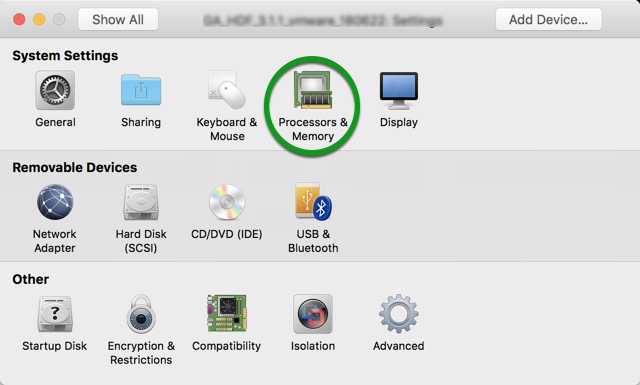 Show All
GA_HDF_3.1.1_vmware_180622: Settings
Add Device...
System Settings
General
Sharing
Keyboard &
Mouse
Processors &
Memory
Display
Removable Devices
Network
Adapter
Hard Disk
(SCSI)
CD/DVD (IDE)
USB &
Bluetooth
Other
Startup Disk
Encryption &
Restrictions
Compatibility
Isolation
Advanced